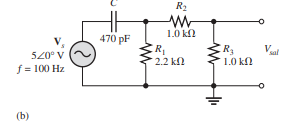 C
R₂
470 pF
1.0 kΩ
Vₛ
5∠0° V
f = 100 Hz
R₁
2.2 kΩ
R₃
1.0 kΩ
Vsal
(b)